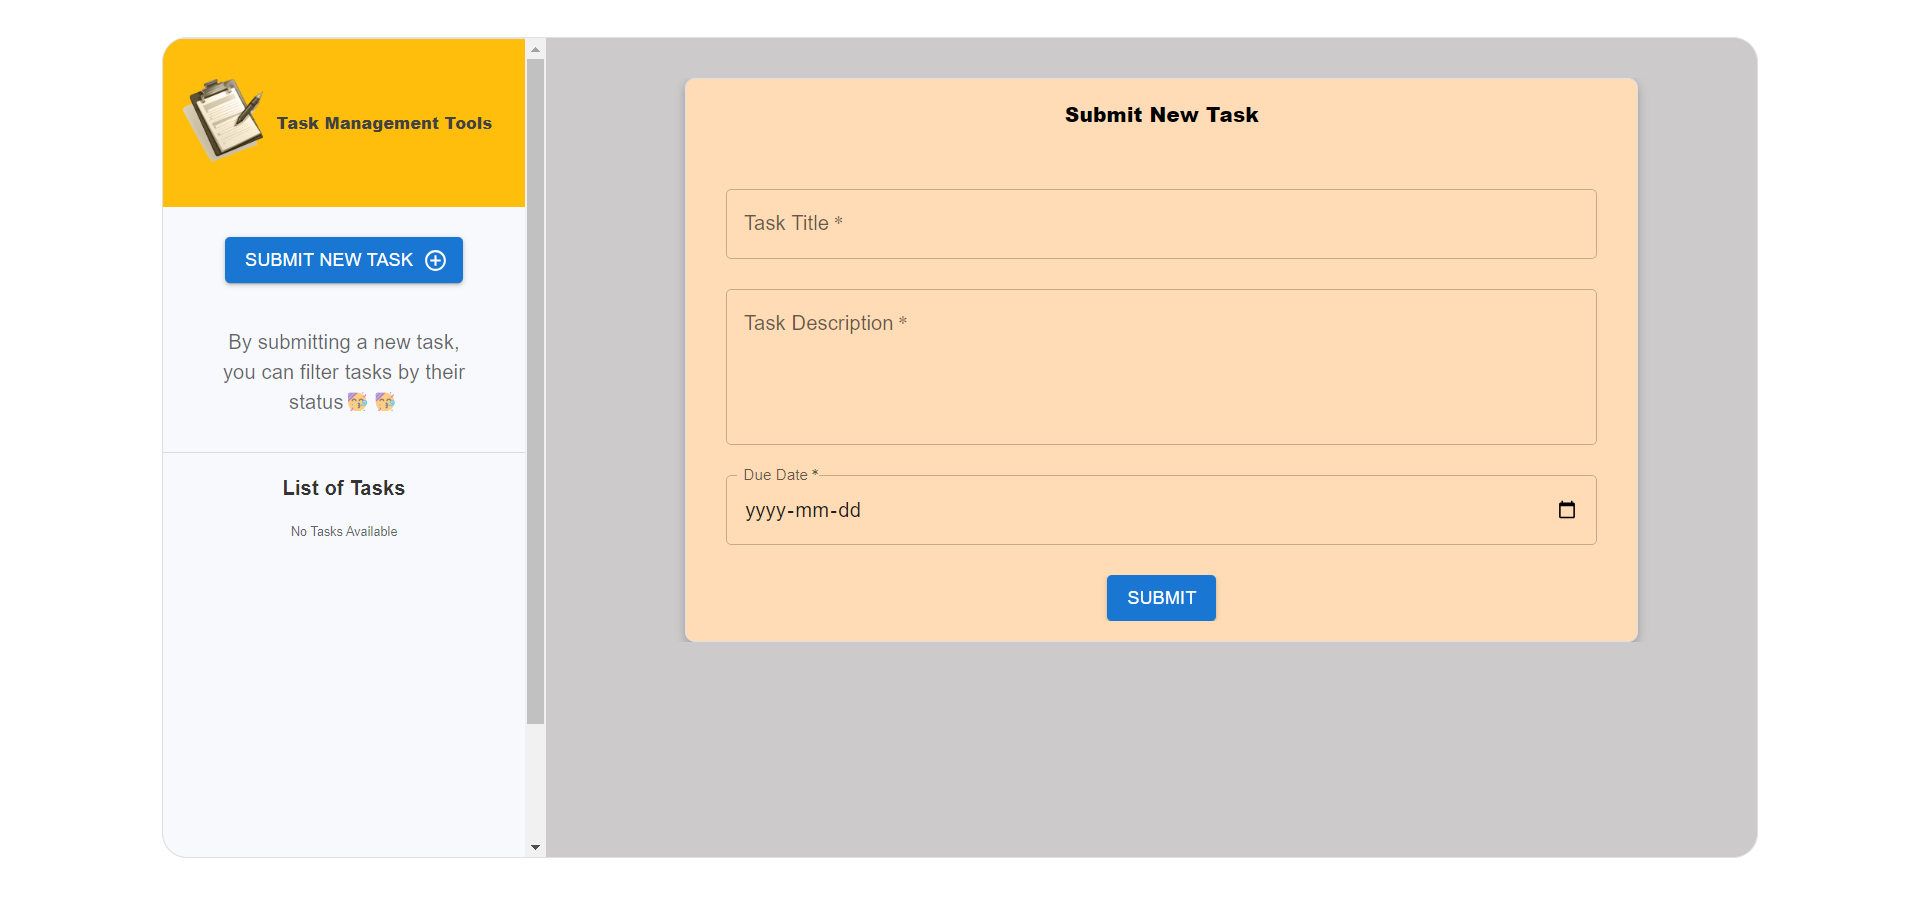 Task Management Tools
SUBMIT NEW TASK
By submitting a new task,
you can filter tasks by their
status🥳 🥳
List of Tasks
No Tasks Available
Submit New Task
Task Title *
Task Description *
Due Date *
yyyy-mm-dd
SUBMIT